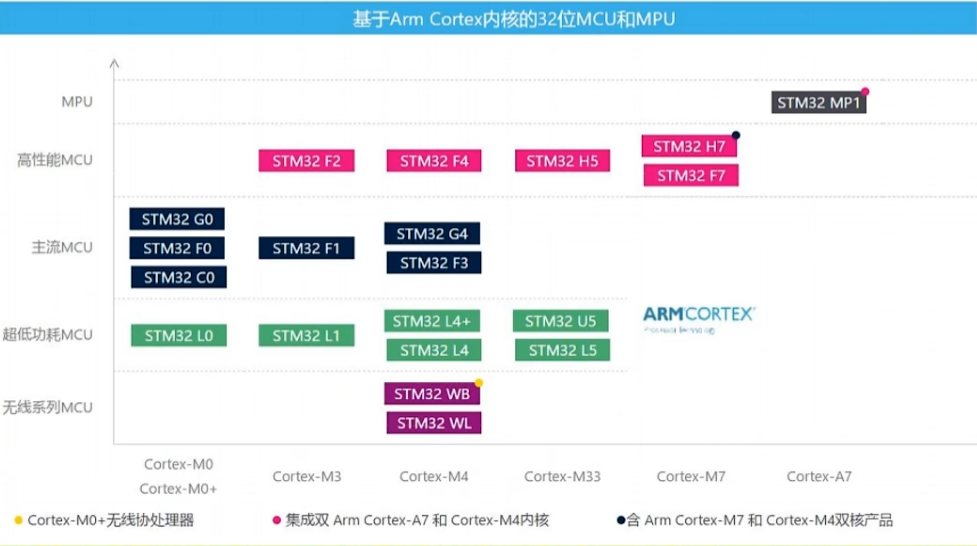 基于Arm Cortex内核的32位MCU和MPU
MPU
STM32 MP1
高性能MCU
STM32 F2
STM32 F4
STM32 H5
STM32 H7
STM32 F7
主流MCU
STM32 G0
STM32 F0
STM32 C0
STM32 F1
STM32 G4
STM32 F3
超低功耗MCU
STM32 L0
STM32 L1
STM32 L4+
STM32 L4
STM32 U5
STM32 L5
ARMCORTEX
无线系列MCU
STM32 WB
STM32 WL
Cortex-M0
Cortex-M0+
Cortex-M3
Cortex-M4
Cortex-M33
Cortex-M7
Cortex-A7
Cortex-M0+无线协处理器
集成双 Arm Cortex-A7 和 Cortex-M4内核
含 Arm Cortex-M7 和 Cortex-M4双核产品